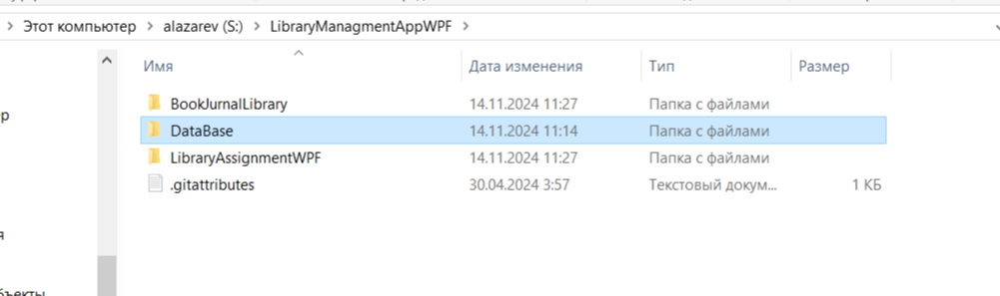 Этот компьютер > alazarev (S:) > LibraryManagmentAppWPF >
Имя Дата изменения Тип Размер
BookJurnalLibrary 14.11.2024 11:27 Папка с файлами
DataBase 14.11.2024 11:14 Папка с файлами
LibraryAssignmentWPF 14.11.2024 11:27 Папка с файлами
.gitattributes 30.04.2024 3:57 Текстовый докум... 1 КБ